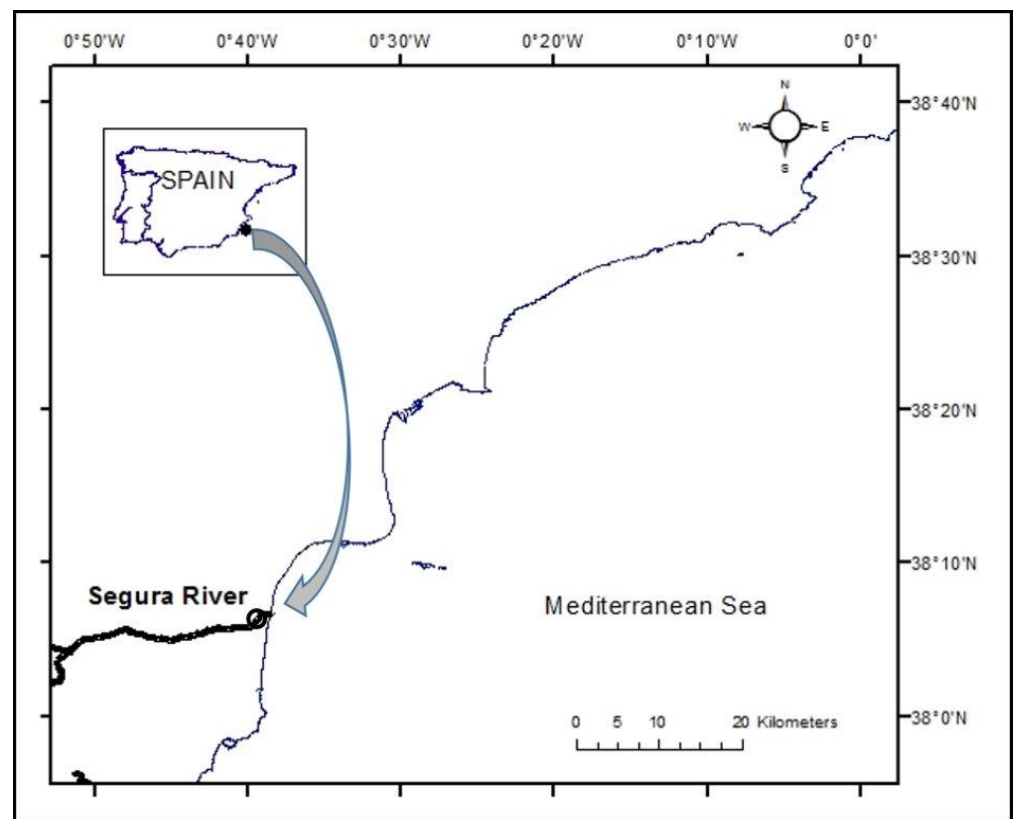 0°50'W 0°40'W 0°30'W 0°20'W 0°10'W 0°0'
N
W E
S
38°40'N
SPAIN
38°30'N
38°20'N
38°10'N
Segura River
Mediterranean Sea
38°0'N
0 5 10 20 Kilometers